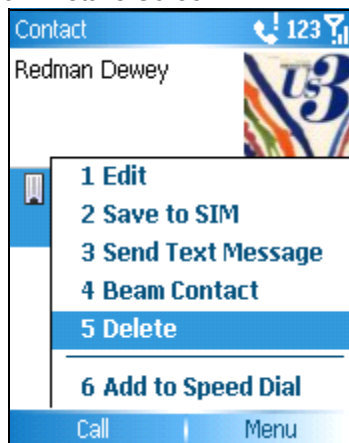 Contact 123
Redman Dewey
US3
1 Edit
2 Save to SIM
3 Send Text Message
4 Beam Contact
5 Delete
6 Add to Speed Dial
Call Menu